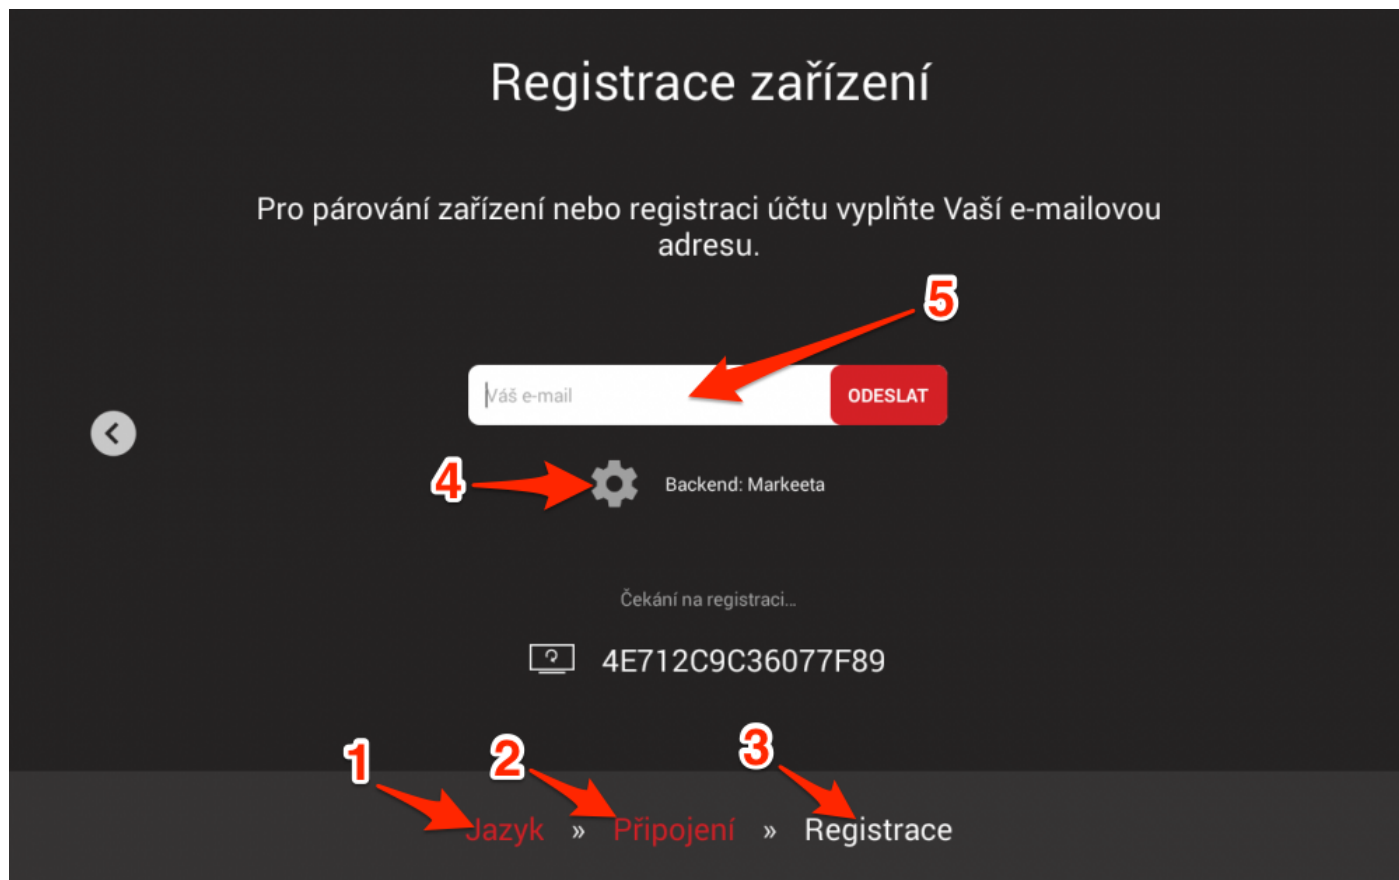 Registrace zařízení
Pro párování zařízení nebo registraci účtu vyplňte Vaší e-mailovou
adresu.
5
Váš e-mail
ODESLAT
4
Backend: Markeeta
Čekání na registraci...
4E712C9C36077F89
1
2
3
Jazyk » Připojení » Registrace